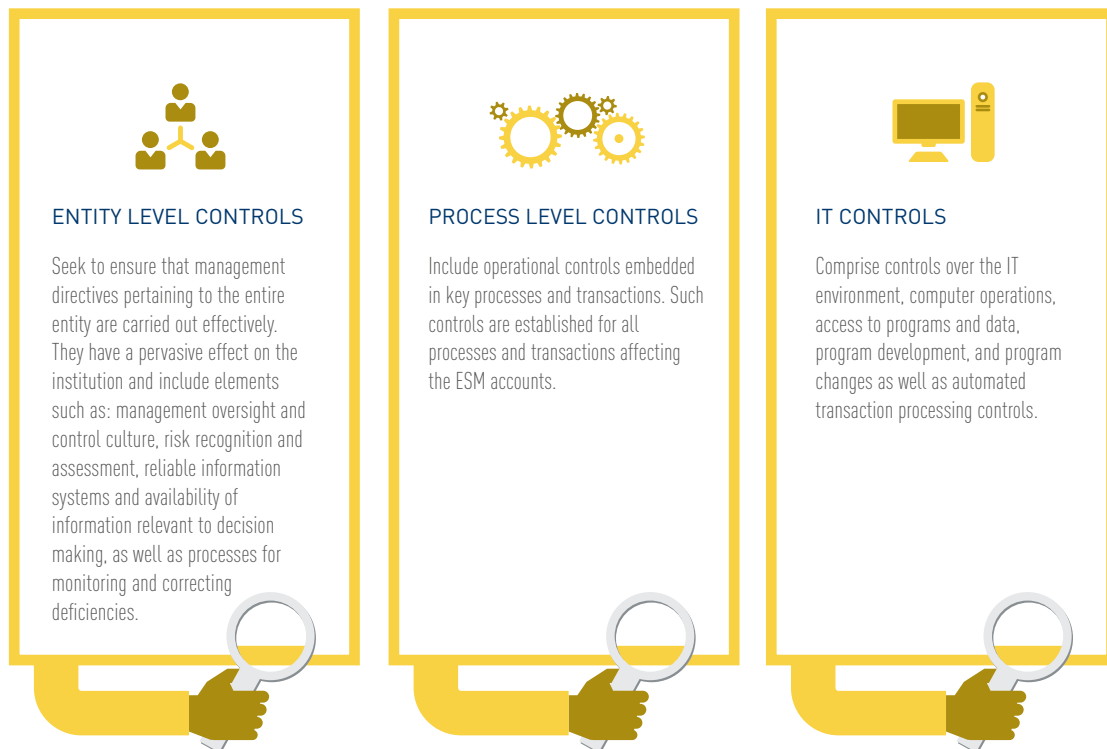 ENTITY LEVEL CONTROLS
Seek to ensure that management
directives pertaining to the entire
entity are carried out effectively.
They have a pervasive effect on the
institution and include elements
such as: management oversight and
control culture, risk recognition and
assessment, reliable information
systems and availability of
information relevant to decision
making, as well as processes for
monitoring and correcting
deficiencies.
PROCESS LEVEL CONTROLS
Include operational controls embedded
in key processes and transactions. Such
controls are established for all
processes and transactions affecting
the ESM accounts.
IT CONTROLS
Comprise controls over the IT
environment, computer operations,
access to programs and data,
program development, and program
changes as well as automated
transaction processing controls.